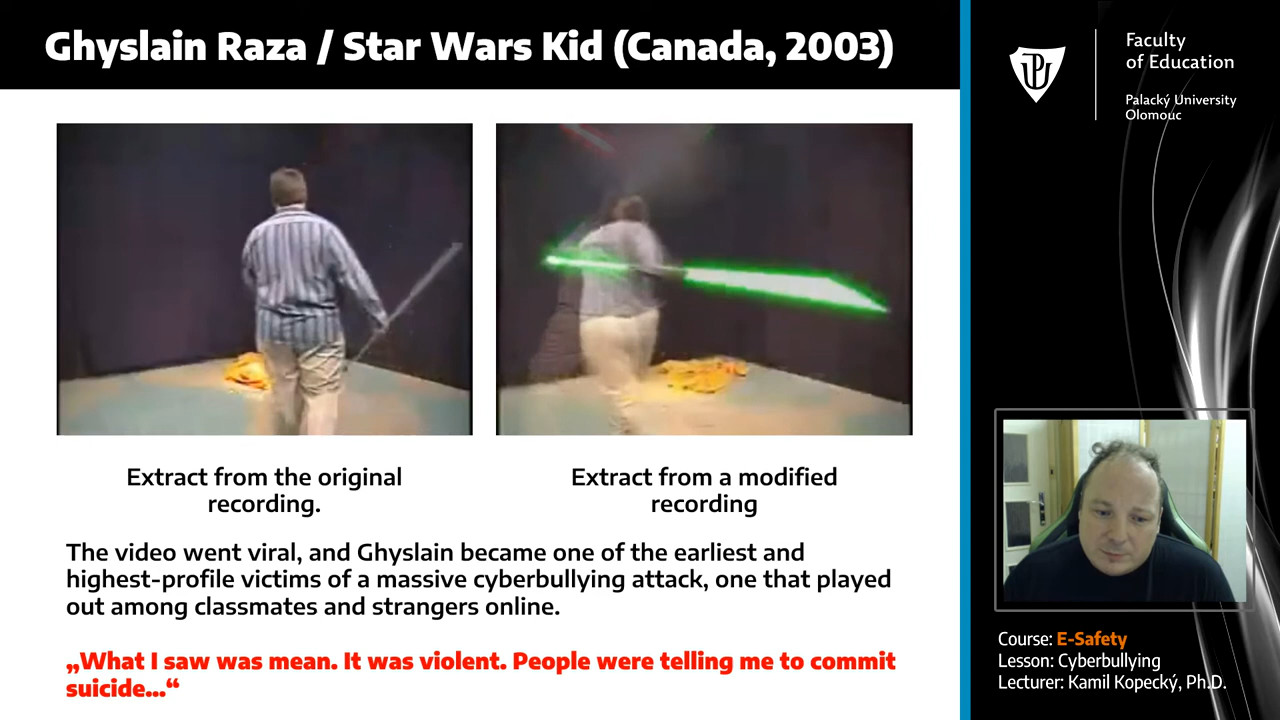 Ghyslain Raza / Star Wars Kid (Canada, 2003)
Extract from the original
recording.
Extract from a modified
recording
The video went viral, and Ghyslain became one of the earliest and
highest-profile victims of a massive cyberbullying attack, one that played
out among classmates and strangers online.
„What I saw was mean. It was violent. People were telling me to commit
suicide...“
Faculty
of Education
Palacký University
Olomouc
Course: E-Safety
Lesson: Cyberbullying
Lecturer: Kamil Kopecký, Ph.D.